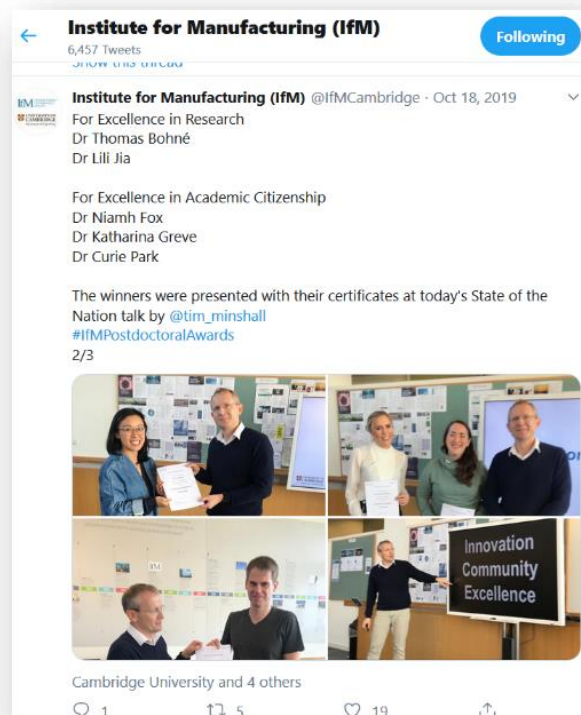 Institute for Manufacturing (IfM)
6,457 Tweets
Following
Show this thread
Institute for Manufacturing (IfM) @IfMCambridge · Oct 18, 2019
For Excellence in Research
Dr Thomas Bohné
Dr Lili Jia
For Excellence in Academic Citizenship
Dr Niamh Fox
Dr Katharina Greve
Dr Curie Park
The winners were presented with their certificates at today's State of the
Nation talk by @tim_minshall
#IfMPostdoctoralAwards
2/3
Innovation
Community
Excellence
Cambridge University and 4 others
1 5 19